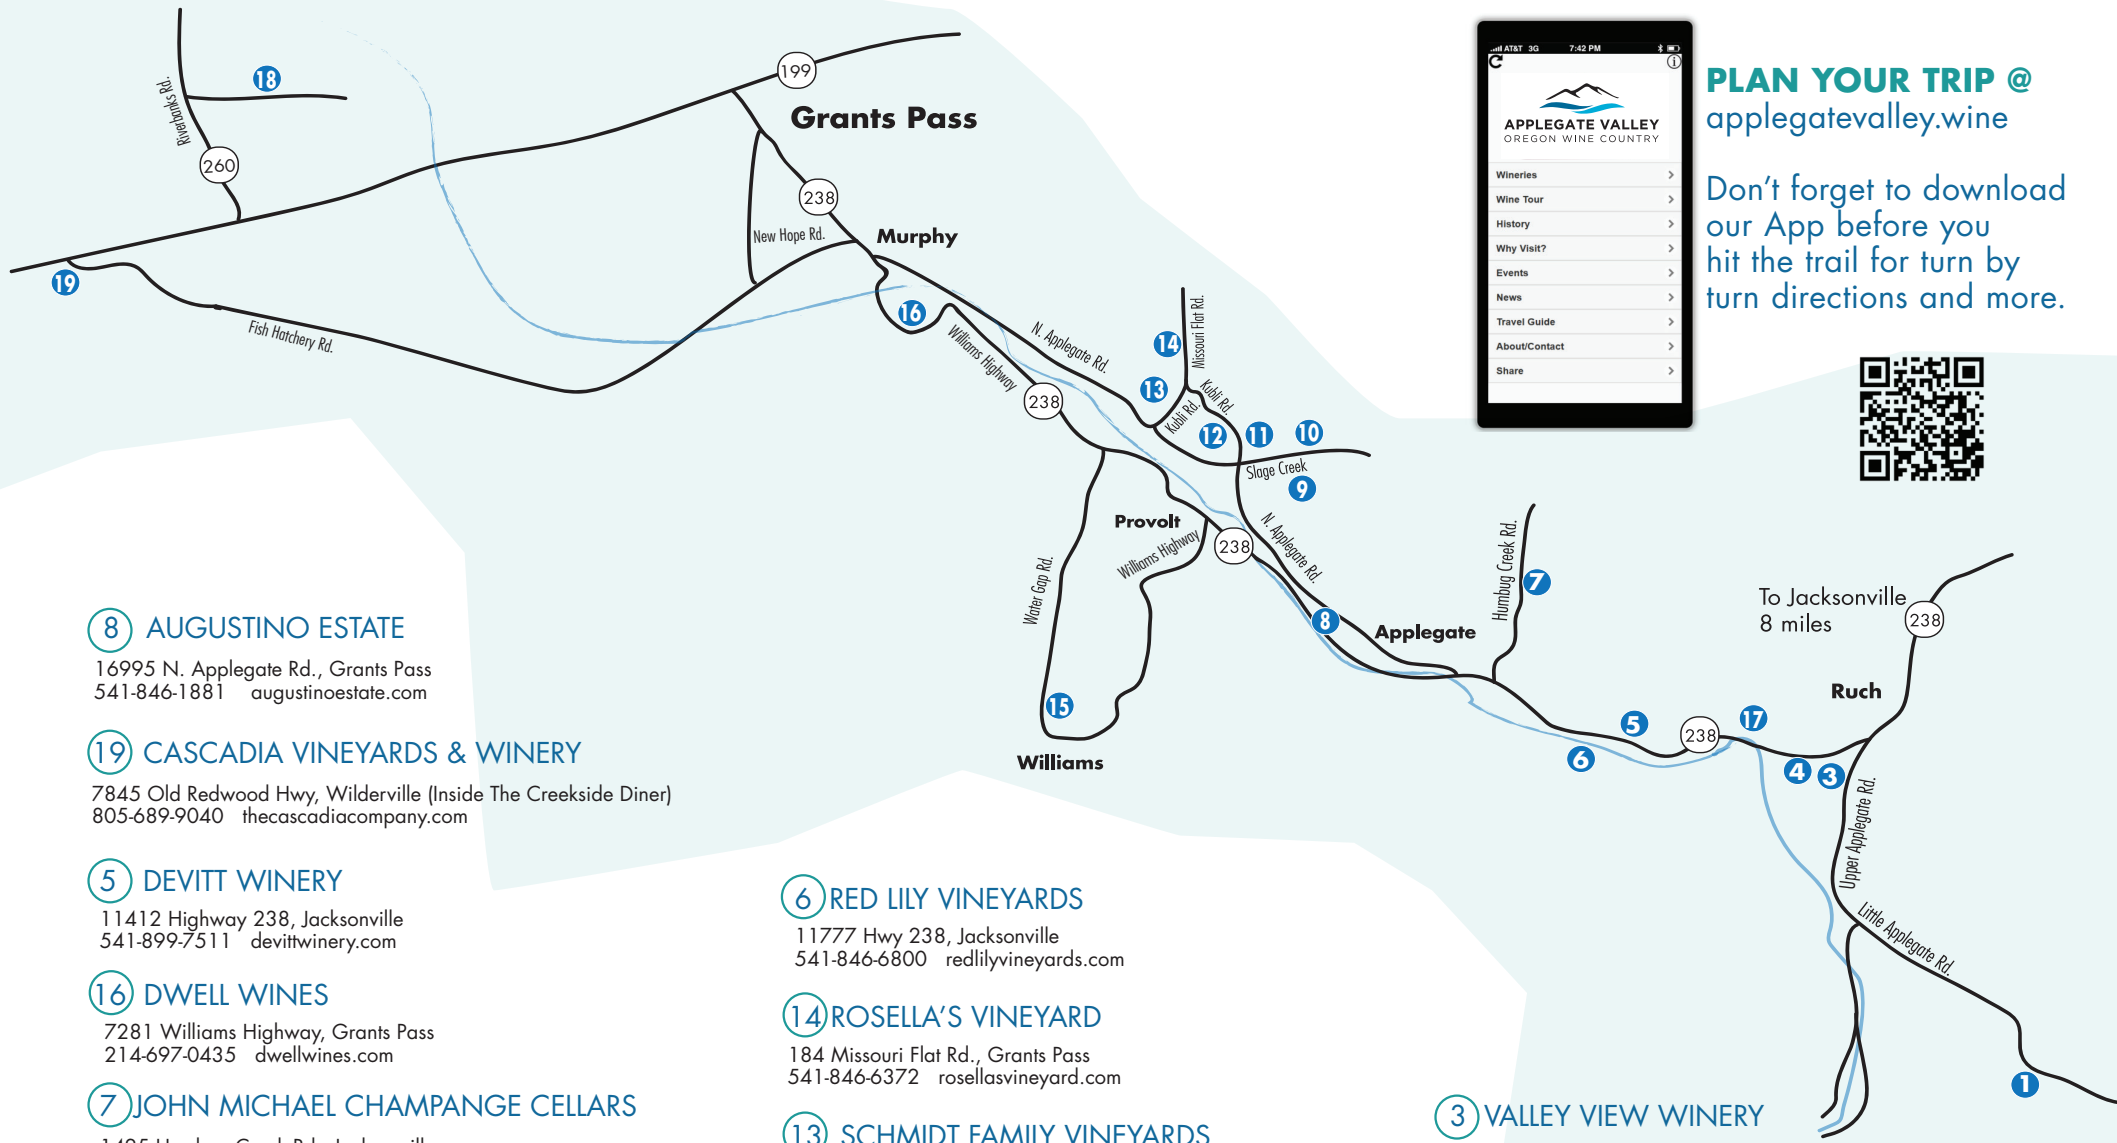 18
199
Riverbanks Rd.
Grants Pass
260
238
New Hope Rd.
Murphy
19
16
Fish Hatchery Rd.
Williams Highway
N. Applegate Rd.
Missouri Flat Rd.
14
13
238
Kubli Rd.
Kubli Rd.
12
11
10
Slage Creek
9
Provolt
Williams Highway
238
N. Applegate Rd.
Water Gap Rd.
Humbug Creek Rd.
7
8
Applegate
To Jacksonville
8 miles
238
Ruch
15
Williams
5
238
17
6
4
3
Upper Applegate Rd.
Little Applegate Rd.
1
AT&T 3G 7:42 PM
APPLEGATE VALLEY
OREGON WINE COUNTRY
Wineries
Wine Tour
History
Why Visit?
Events
News
Travel Guide
About/Contact
Share
PLAN YOUR TRIP @
applegatevalley.wine
Don't forget to download
our App before you
hit the trail for turn by
turn directions and more.
8 AUGUSTINO ESTATE
16995 N. Applegate Rd., Grants Pass
541-846-1881 augustinoestate.com
19 CASCADIA VINEYARDS & WINERY
7845 Old Redwood Hwy, Wilderville (Inside The Creekside Diner)
805-689-9040 thecascadiacompany.com
5 DEVITT WINERY
11412 Highway 238, Jacksonville
541-899-7511 devittwinery.com
16 DWELL WINES
7281 Williams Highway, Grants Pass
214-697-0435 dwellwines.com
7 JOHN MICHAEL CHAMPANGE CELLARS
6 RED LILY VINEYARDS
11777 Hwy 238, Jacksonville
541-846-6800 redlilyvineyards.com
14 ROSELLA'S VINEYARD
184 Missouri Flat Rd., Grants Pass
541-846-6372 rosellasvineyard.com
13 SCHMIDT FAMILY VINEYARDS
3 VALLEY VIEW WINERY